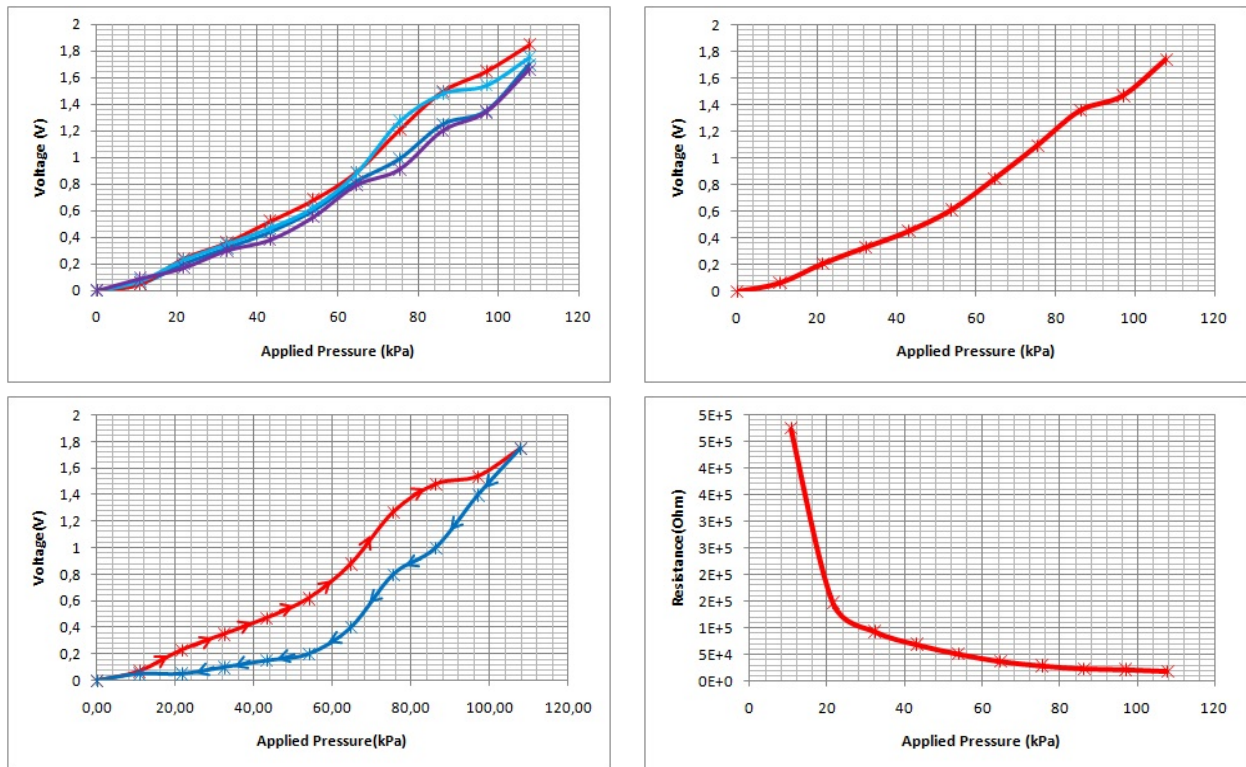 2
1,8
1,6
1,4
1,2
1
0,8
0,6
0,4
0,2
0
Voltage (V)
0 20 40 60 80 100 120
Applied Pressure (kPa)
2
1,8
1,6
1,4
1,2
1
0,8
0,6
0,4
0,2
0
Voltage (V)
0 20 40 60 80 100 120
Applied Pressure (kPa)
2
1,8
1,6
1,4
1,2
1
0,8
0,6
0,4
0,2
0
Voltage(V)
0,00 20,00 40,00 60,00 80,00 100,00 120,00
Applied Pressure(kPa)
5E+5
5E+5
4E+5
4E+5
3E+5
3E+5
2E+5
2E+5
1E+5
5E+4
0E+0
Resistance(Ohm)
0 20 40 60 80 100 120
Applied Pressure (kPa)